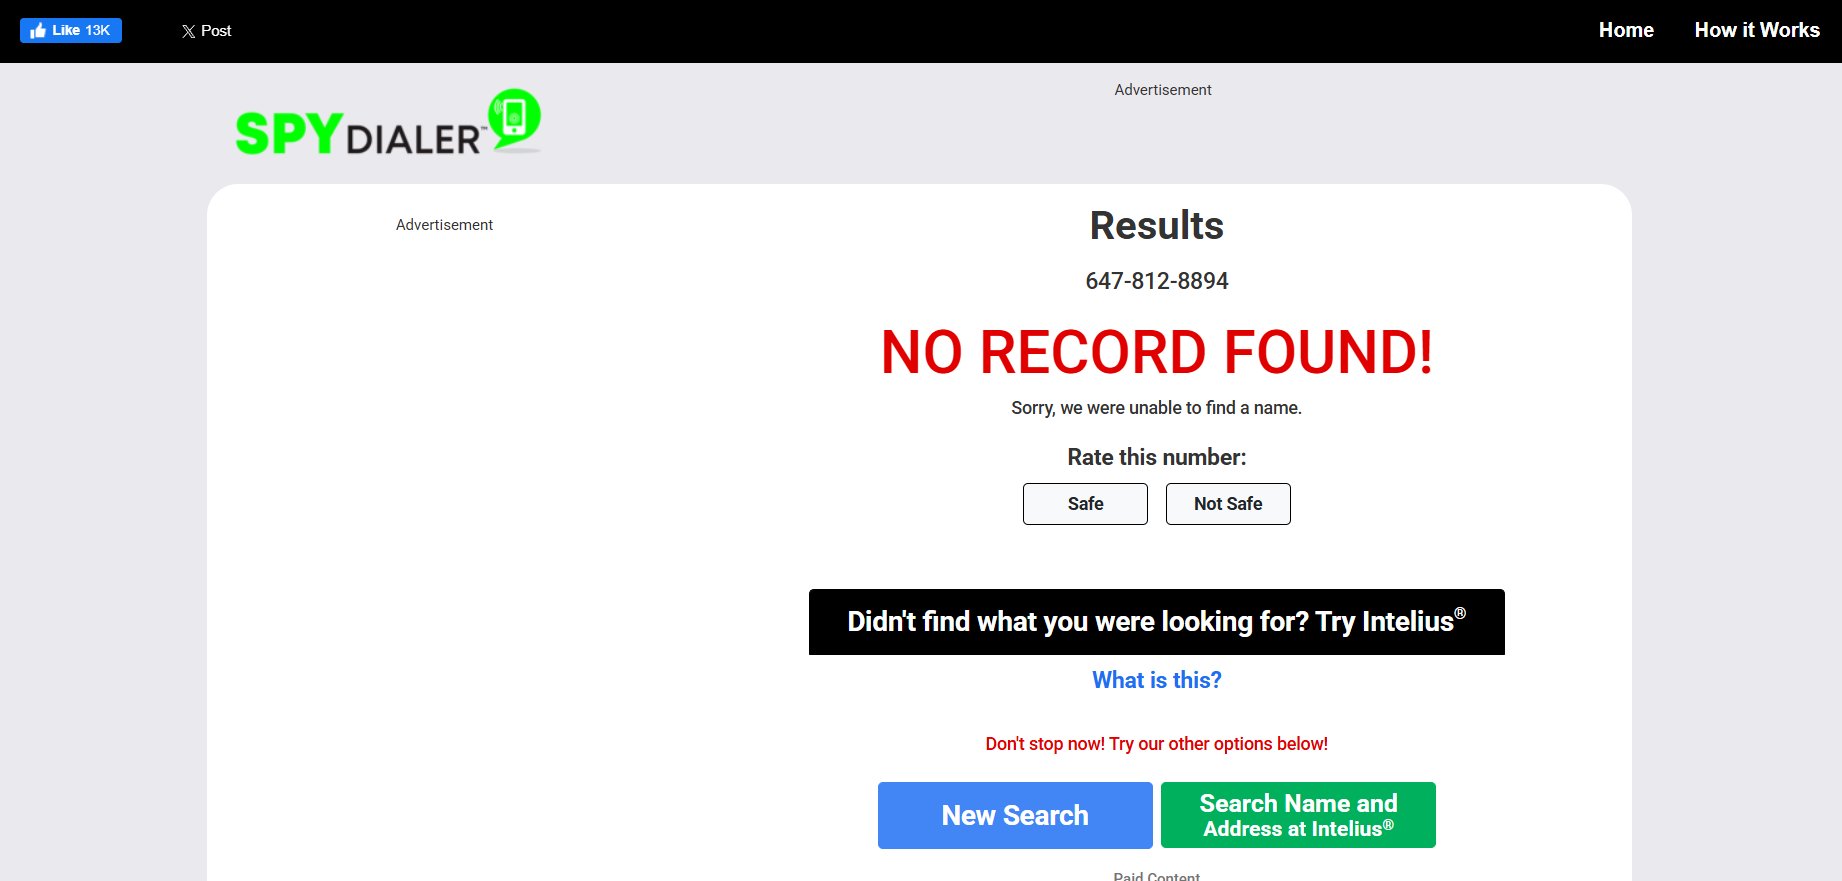 Like 13K
Post
Home
How it Works
Advertisement
SPYDIALER™
Advertisement
Results
647-812-8894
NO RECORD FOUND!
Sorry, we were unable to find a name.
Rate this number:
Safe
Not Safe
Didn't find what you were looking for? Try Intelius®
What is this?
Don't stop now! Try our other options below!
New Search
Search Name and
Address at Intelius®
Paid Content